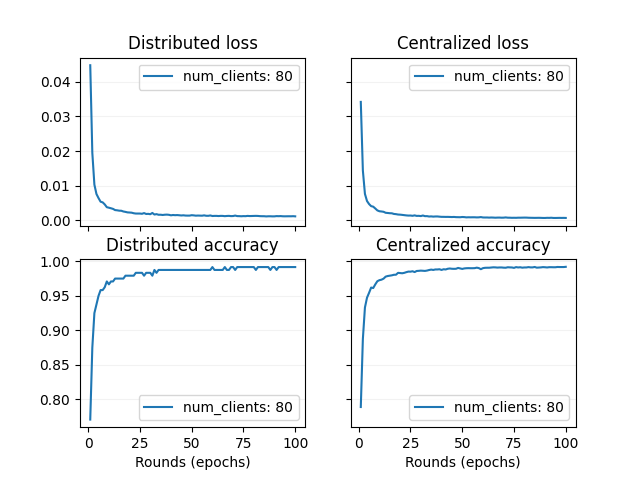 Distributed loss
Centralized loss
num_clients: 80
num_clients: 80
0.04
0.03
0.02
0.01
0.00
Distributed accuracy
Centralized accuracy
1.00
0.95
0.90
0.85
0.80
num_clients: 80
num_clients: 80
0 25 50 75 100
0 25 50 75 100
Rounds (epochs)
Rounds (epochs)